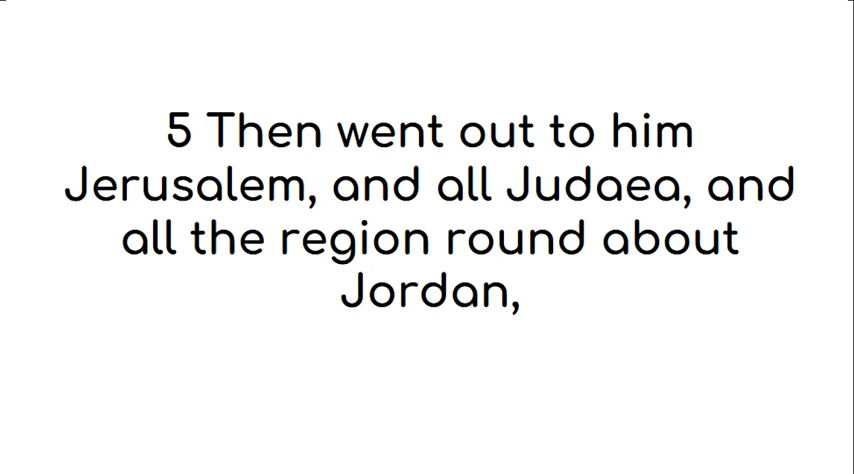 5 Then went out to him
Jerusalem, and all Judaea, and
all the region round about
Jordan,